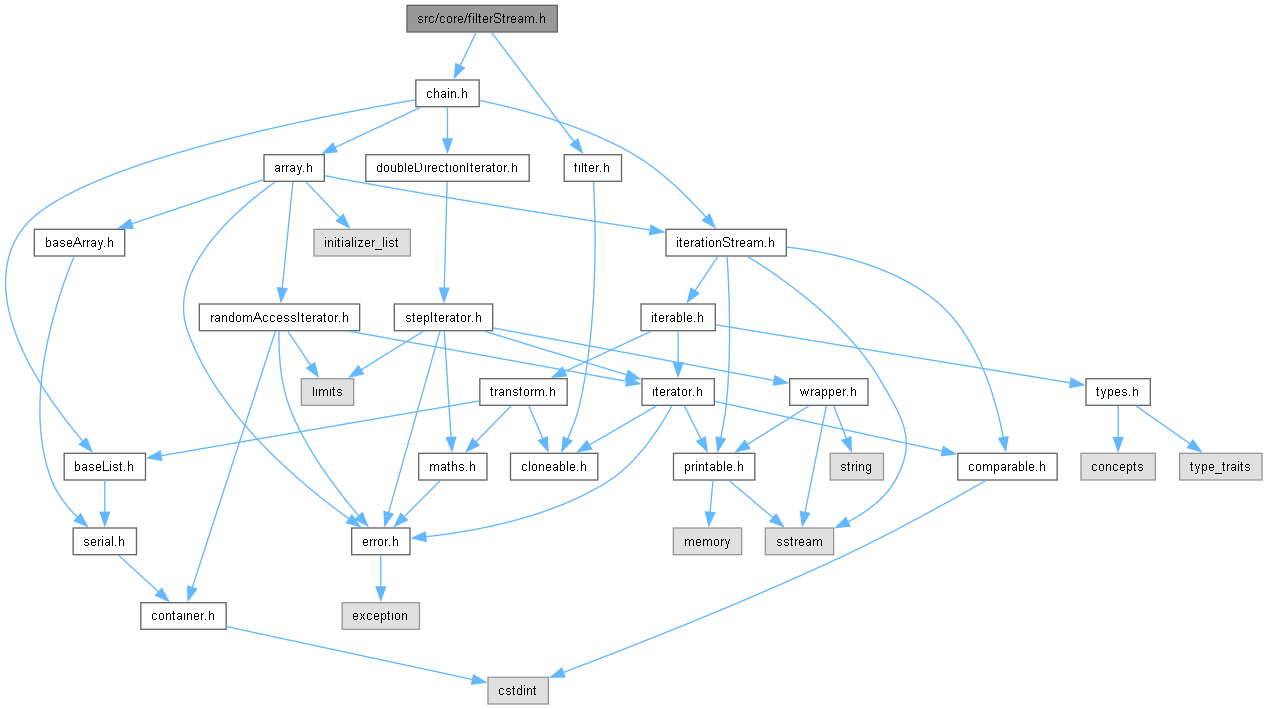 src/core/filterStream.h
chain.h
array.h
doubleDirectionIterator.h
filter.h
baseArray.h
initializer_list
iterationStream.h
randomAccessIterator.h
stepIterator.h
iterable.h
limits
transform.h
iterator.h
wrapper.h
types.h
baseList.h
maths.h
cloneable.h
printable.h
string
comparable.h
concepts
type_traits
serial.h
error.h
memory
sstream
container.h
exception
cstdint